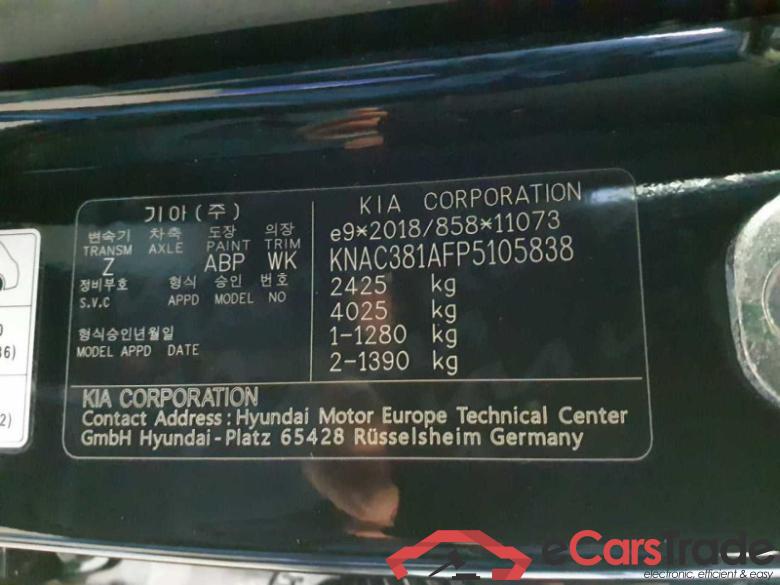 기아(주)
변속기 차축 도장 의장
TRANSM AXLE PAINT TRIM
Z ABP WK
정비부호 형식 승인 번호
S.V.C APPD MODEL NO
형식승인년월일
MODEL APPD DATE
KIA CORPORATION
e9*2018/858*11073
KNAC381AFP5105838
2425 kg
4025 kg
1-1280 kg
2-1390 kg
KIA CORPORATION
Contact Address : Hyundai Motor Europe Technical Center
GmbH Hyundai-Platz 65428 Rüsselsheim Germany
eCarsTrade
electronic, efficient & easy